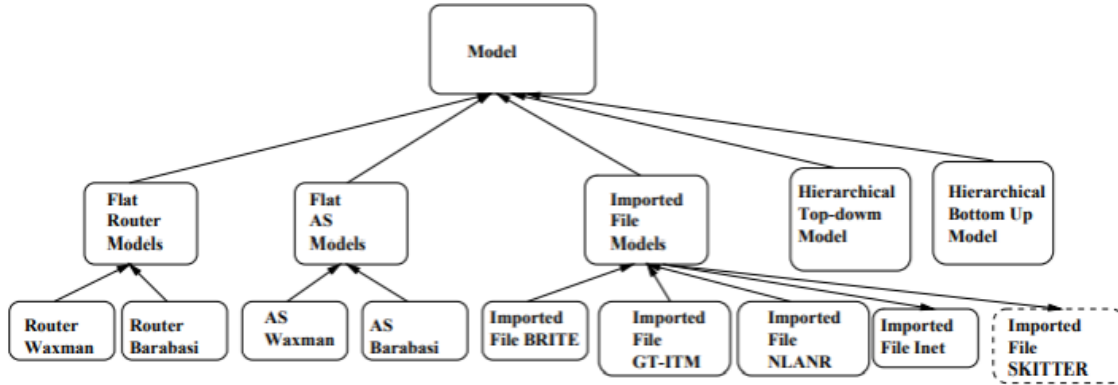 Model
Flat
Router
Models
Flat
AS
Models
Imported
File
Models
Hierarchical
Top-dowm
Model
Hierarchical
Bottom Up
Model
Router
Waxman
Router
Barabasi
AS
Waxman
AS
Barabasi
Imported
File BRITE
Imported
File
GT-ITM
Imported
File
NLANR
Imported
File Inet
Imported
File
SKITTER